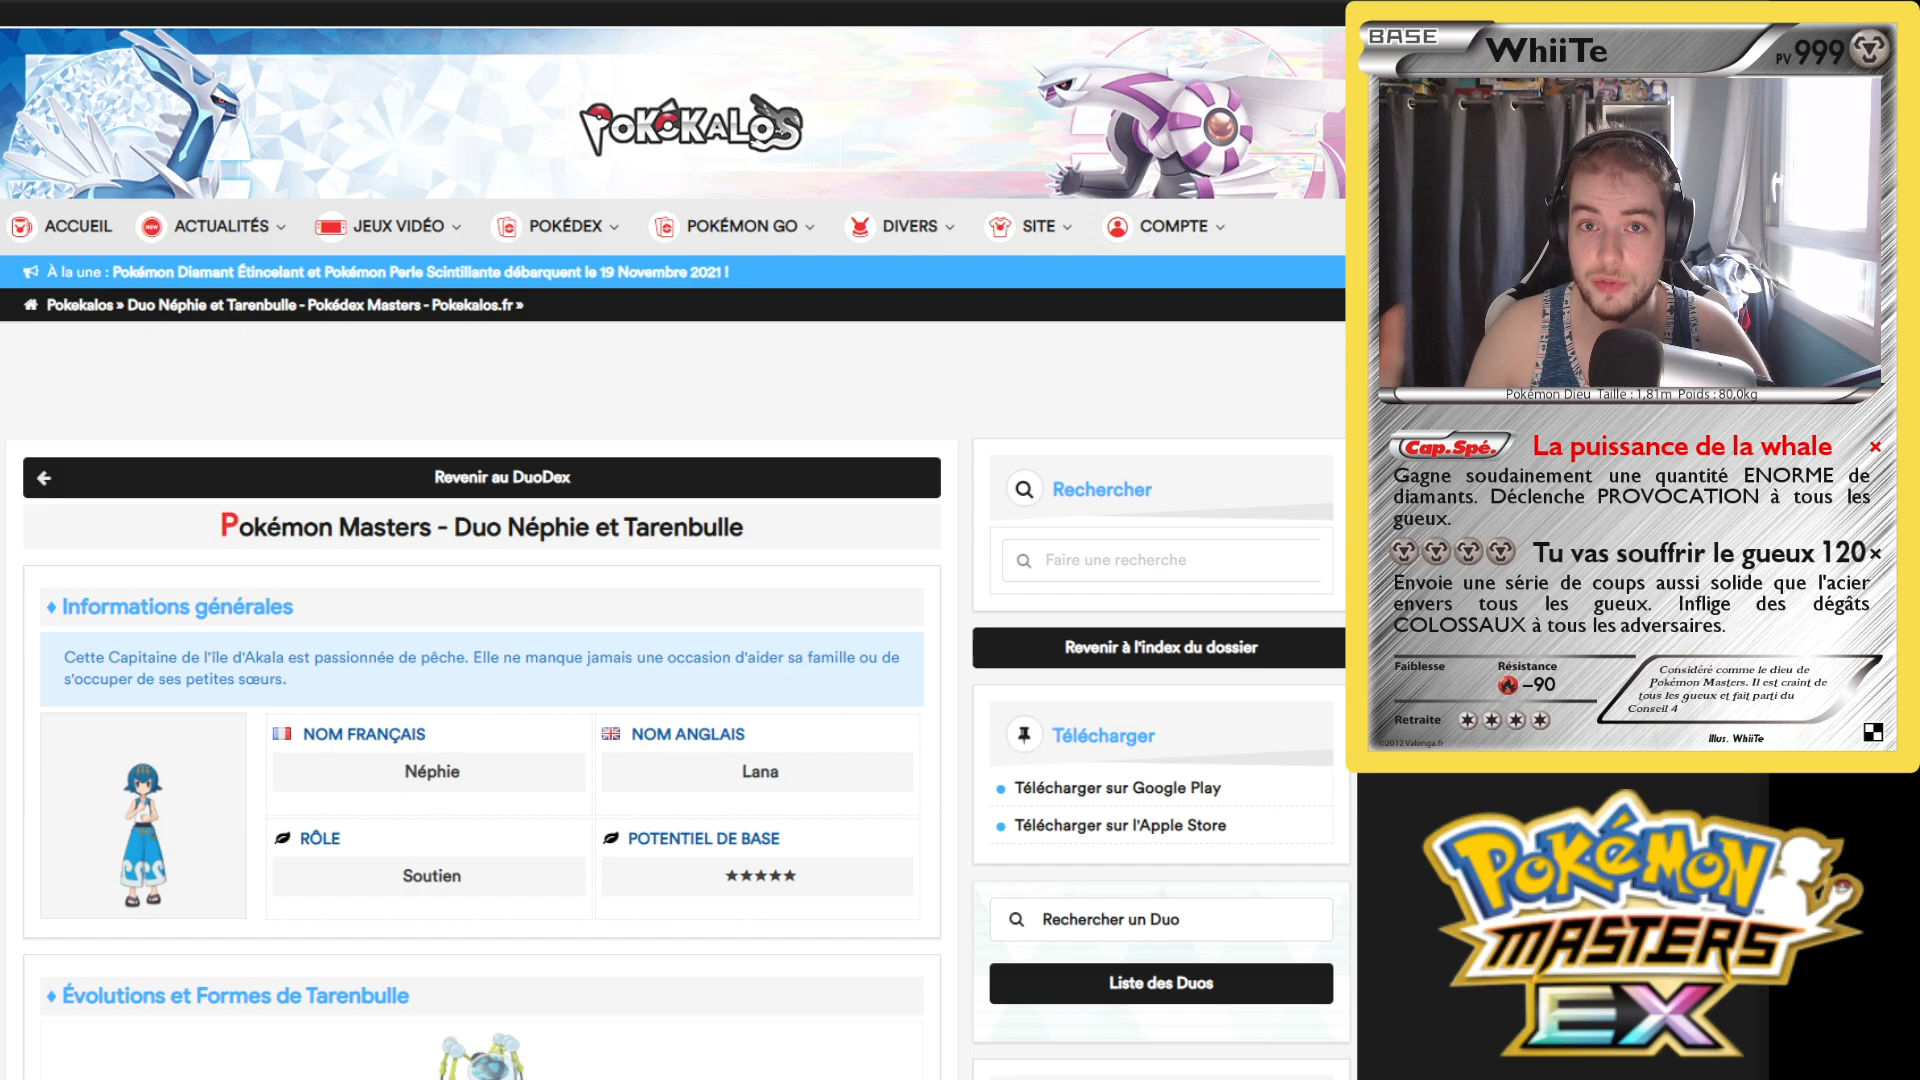 POKÉKALOS
ACCUEIL
ACTUALITÉS
JEUX VIDÉO
POKÉDEX
POKÉMON GO
DIVERS
SITE
COMPTE
À la une : Pokémon Diamant Étincelant et Pokémon Perle Scintillante débarquent le 19 Novembre 2021 !
Pokekalos » Duo Néphie et Tarenbulle - Pokédex Masters - Pokekalos.fr »
Revenir au DuoDex
Pokémon Masters - Duo Néphie et Tarenbulle
♦ Informations générales
Cette Capitaine de l'île d'Akala est passionnée de pêche. Elle ne manque jamais une occasion d'aider sa famille ou de
s'occuper de ses petites sœurs.
NOM FRANÇAIS
Néphie
NOM ANGLAIS
Lana
RÔLE
Soutien
POTENTIEL DE BASE
★★★★★
♦ Évolutions et Formes de Tarenbulle
Rechercher
Faire une recherche
Revenir à l'index du dossier
Télécharger
Télécharger sur Google Play
Télécharger sur l'Apple Store
Rechercher un Duo
Liste des Duos
BASE
WhiiTe
PV 999
Pokémon Dieu Taille : 1,81m Poids : 80,0kg
Cap.Spé. La puissance de la whale ×
Gagne soudainement une quantité ENORME de
diamants. Déclenche PROVOCATION à tous les
gueux.
Tu vas souffrir le gueux 120×
Envoie une série de coups aussi solide que l'acier
envers tous les gueux. Inflige des dégâts
COLOSSAUX à tous les adversaires.
Faiblesse
Résistance
-90
Retraite
Considéré comme le dieu de
Pokémon Masters. Il est craint de
tous les gueux et fait parti du
Conseil 4
Illus. WhiiTe
©2012 Valenga.fr
POKÉMON
MASTERS
EX